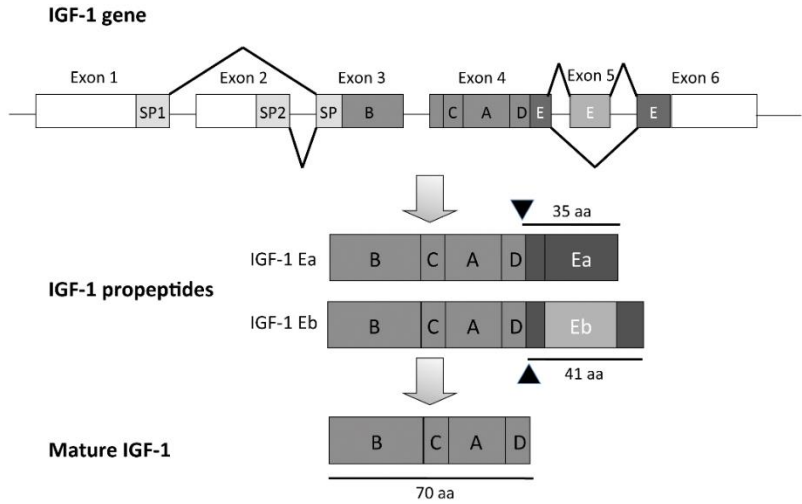 IGF-1 gene
Exon 1 Exon 2 Exon 3 Exon 4 Exon 5 Exon 6
SP1 SP2 SP B C A D E E E
35 aa
IGF-1 Ea B C A D Ea
IGF-1 propeptides
IGF-1 Eb B C A D Eb
41 aa
Mature IGF-1 B C A D
70 aa